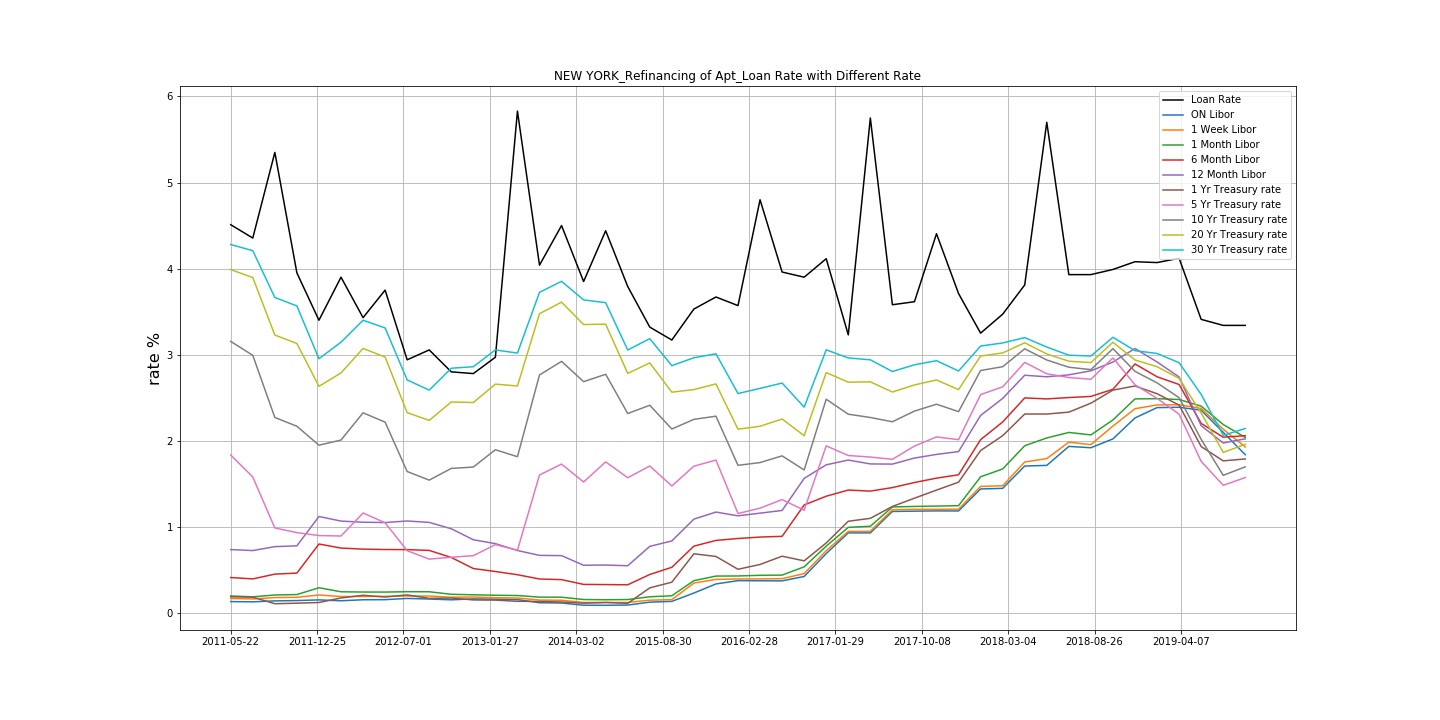 NEW YORK_Refinancing of Apt_Loan Rate with Different Rate
rate %
6
5
4
3
2
1
0
Loan Rate
ON Libor
1 Week Libor
1 Month Libor
6 Month Libor
12 Month Libor
1 Yr Treasury rate
5 Yr Treasury rate
10 Yr Treasury rate
20 Yr Treasury rate
30 Yr Treasury rate
2011-05-22 2011-12-25 2012-07-01 2013-01-27 2014-03-02 2015-08-30 2016-02-28 2017-01-29 2017-10-08 2018-03-04 2018-08-26 2019-04-07